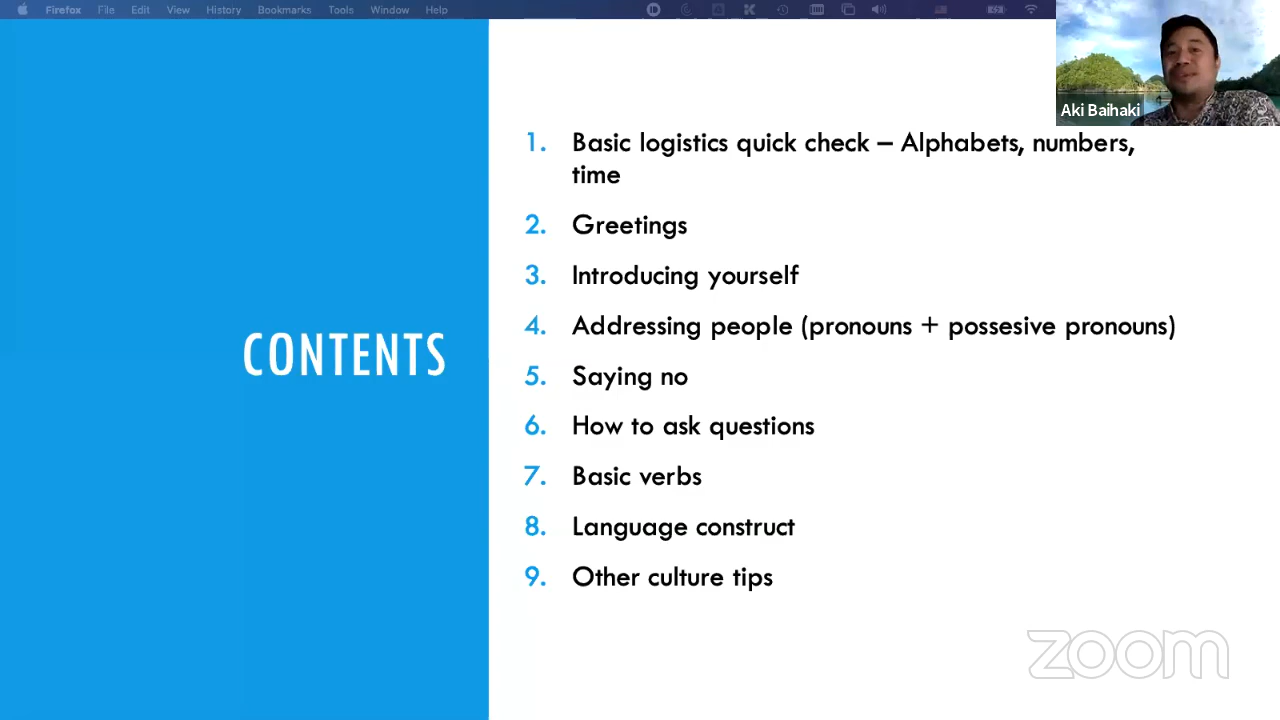 Firefox File Edit View History Bookmarks Tools Window Help
Aki Baihaki
CONTENTS
1. Basic logistics quick check – Alphabets, numbers,
time
2. Greetings
3. Introducing yourself
4. Addressing people (pronouns + possesive pronouns)
5. Saying no
6. How to ask questions
7. Basic verbs
8. Language construct
9. Other culture tips
zoom